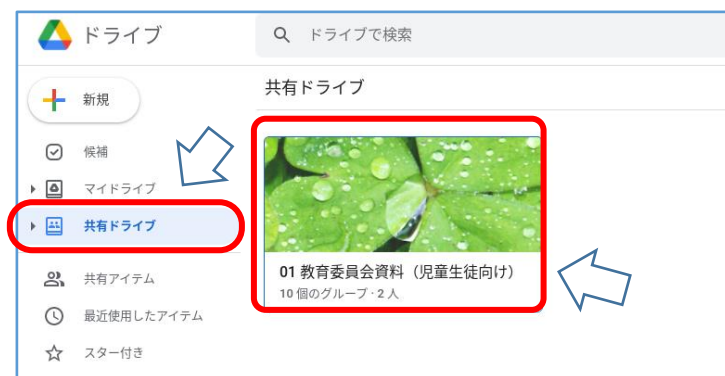 ドライブ
ドライブで検索
新規
候補
マイドライブ
共有ドライブ
共有アイテム
最近使用したアイテム
スター付き
共有ドライブ
01 教育委員会資料（児童生徒向け）
10 個のグループ · 2 人